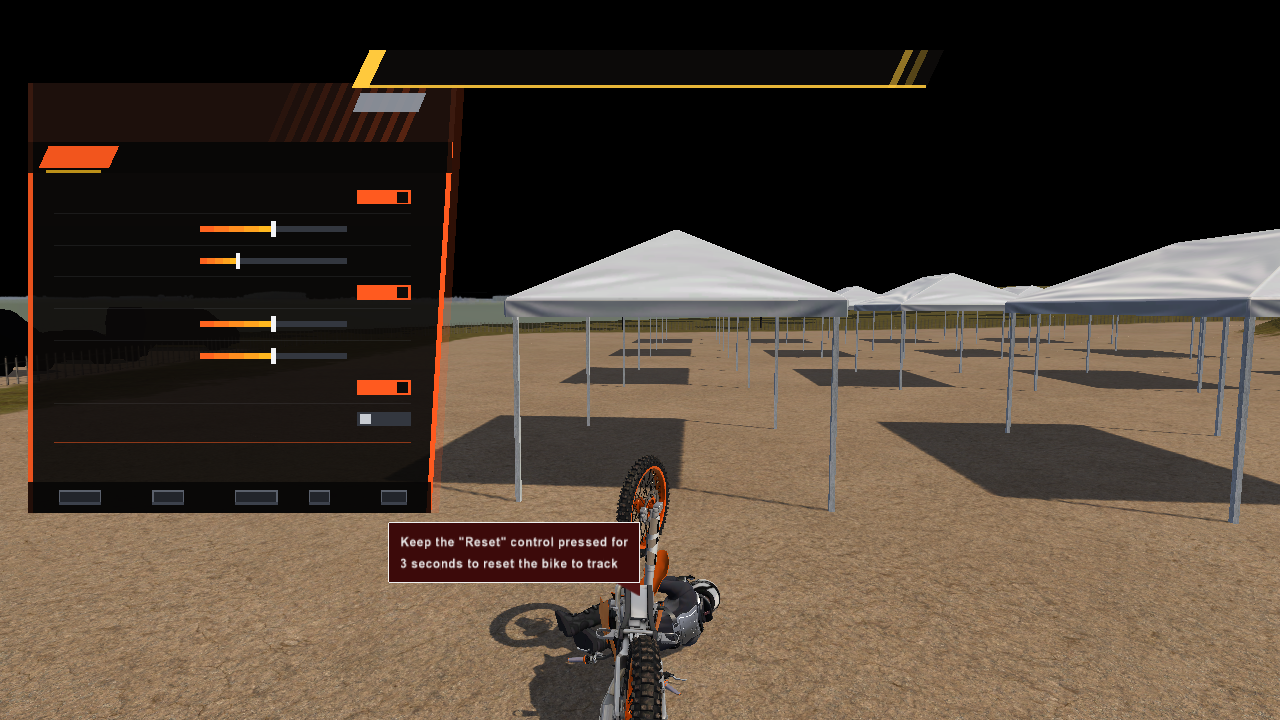 Keep the "Reset" control pressed for
3 seconds to reset the bike to track